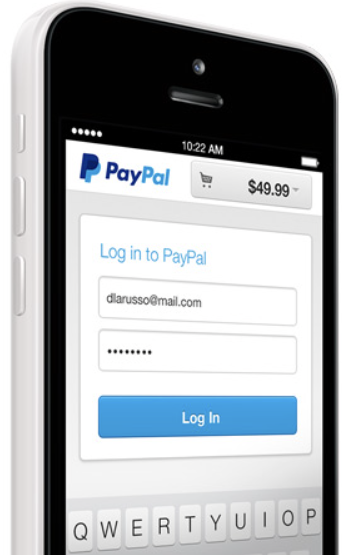 10:22 AM
PayPal
$49.99
Log in to PayPal
dlarusso@mail.com
••••••••
Log In
Q W E R T Y U I O P